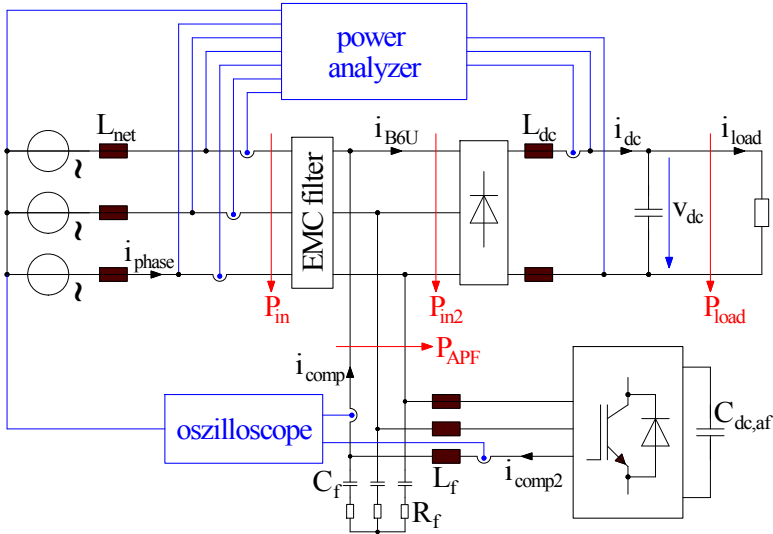 power
analyzer
L_net
i_B6U
L_dc
i_dc
i_load
EMC filter
v_dc
i_phase
P_in
P_in2
P_load
P_APF
i_comp
oszilloscope
C_dc,af
C_f
L_f
i_comp2
R_f